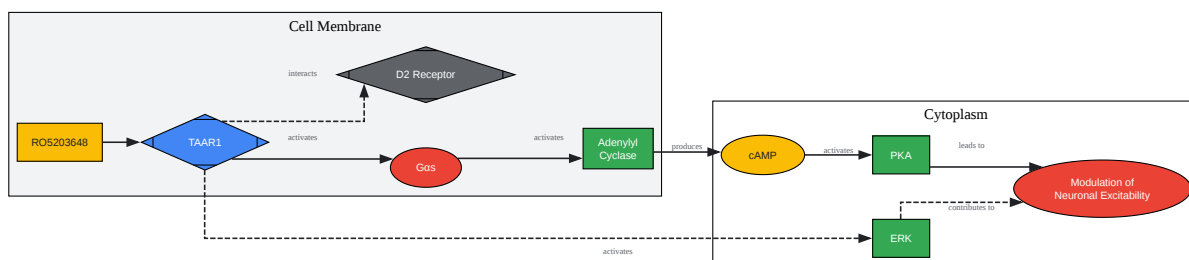 Cell Membrane
interacts
D2 Receptor
RO5203648
TAAR1
activates
Gαs
activates
Adenylyl
Cyclase
produces
Cytoplasm
cAMP
activates
PKA
leads to
Modulation of
Neuronal Excitability
contributes to
ERK
activates